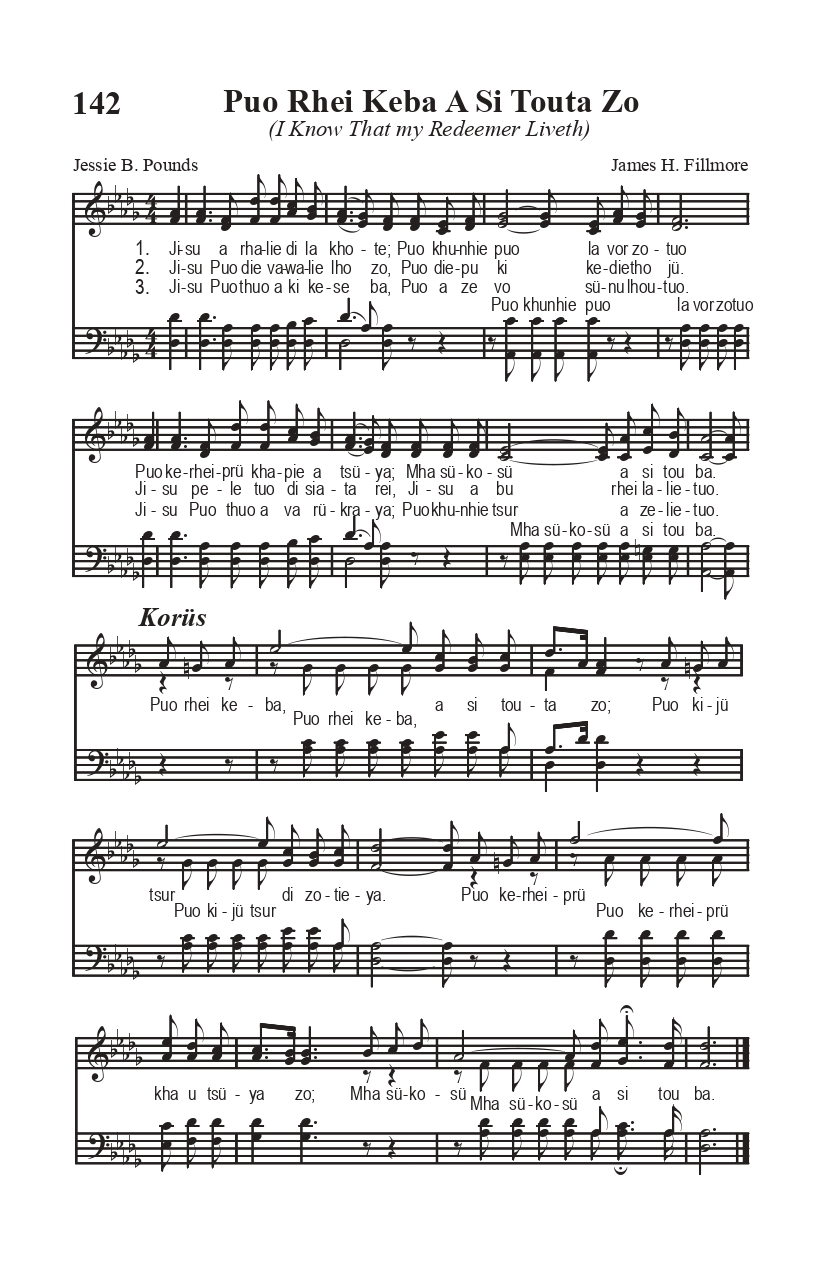 142
Puo Rhei Keba A Si Touta Zo
(I Know That my Redeemer Liveth)
Jessie B. Pounds James H. Fillmore
1. Ji-su a rha-lie di la kho-te; Puo khu-nhie puo la vor zo-tuo
2. Ji-su Puo die va-wa-lie lho zo, Puo die-pu ki ke-dietho jü.
3. Ji-su Puo thuo a ki ke-se ba, Puo a ze vo sü-nu lhou-tuo.
Puo khunhie puo la vor zotuo
Puo ke-rhei-prü kha-pie a tsü-ya; Mha sü-ko-sü a si tou ba.
Ji-su pe-le tuo di sia-ta rei, Ji-su a bu rhei la-lie-tuo.
Ji-su Puo thuo a va rü-kra-ya; Puo khu-nhie tsur a ze-lie-tuo.
Mha sü-ko-sü a si tou ba.
Korüs
Puo rhei ke-ba, a si tou-ta zo; Puo ki-jü
Puo rhei ke-ba,
tsur di zo-tie-ya. Puo ke-rhei-prü
Puo ki-jü tsur Puo ke-rhei-prü
kha u tsü-ya zo; Mha sü-ko-sü a si tou ba.
Mha sü-ko-sü